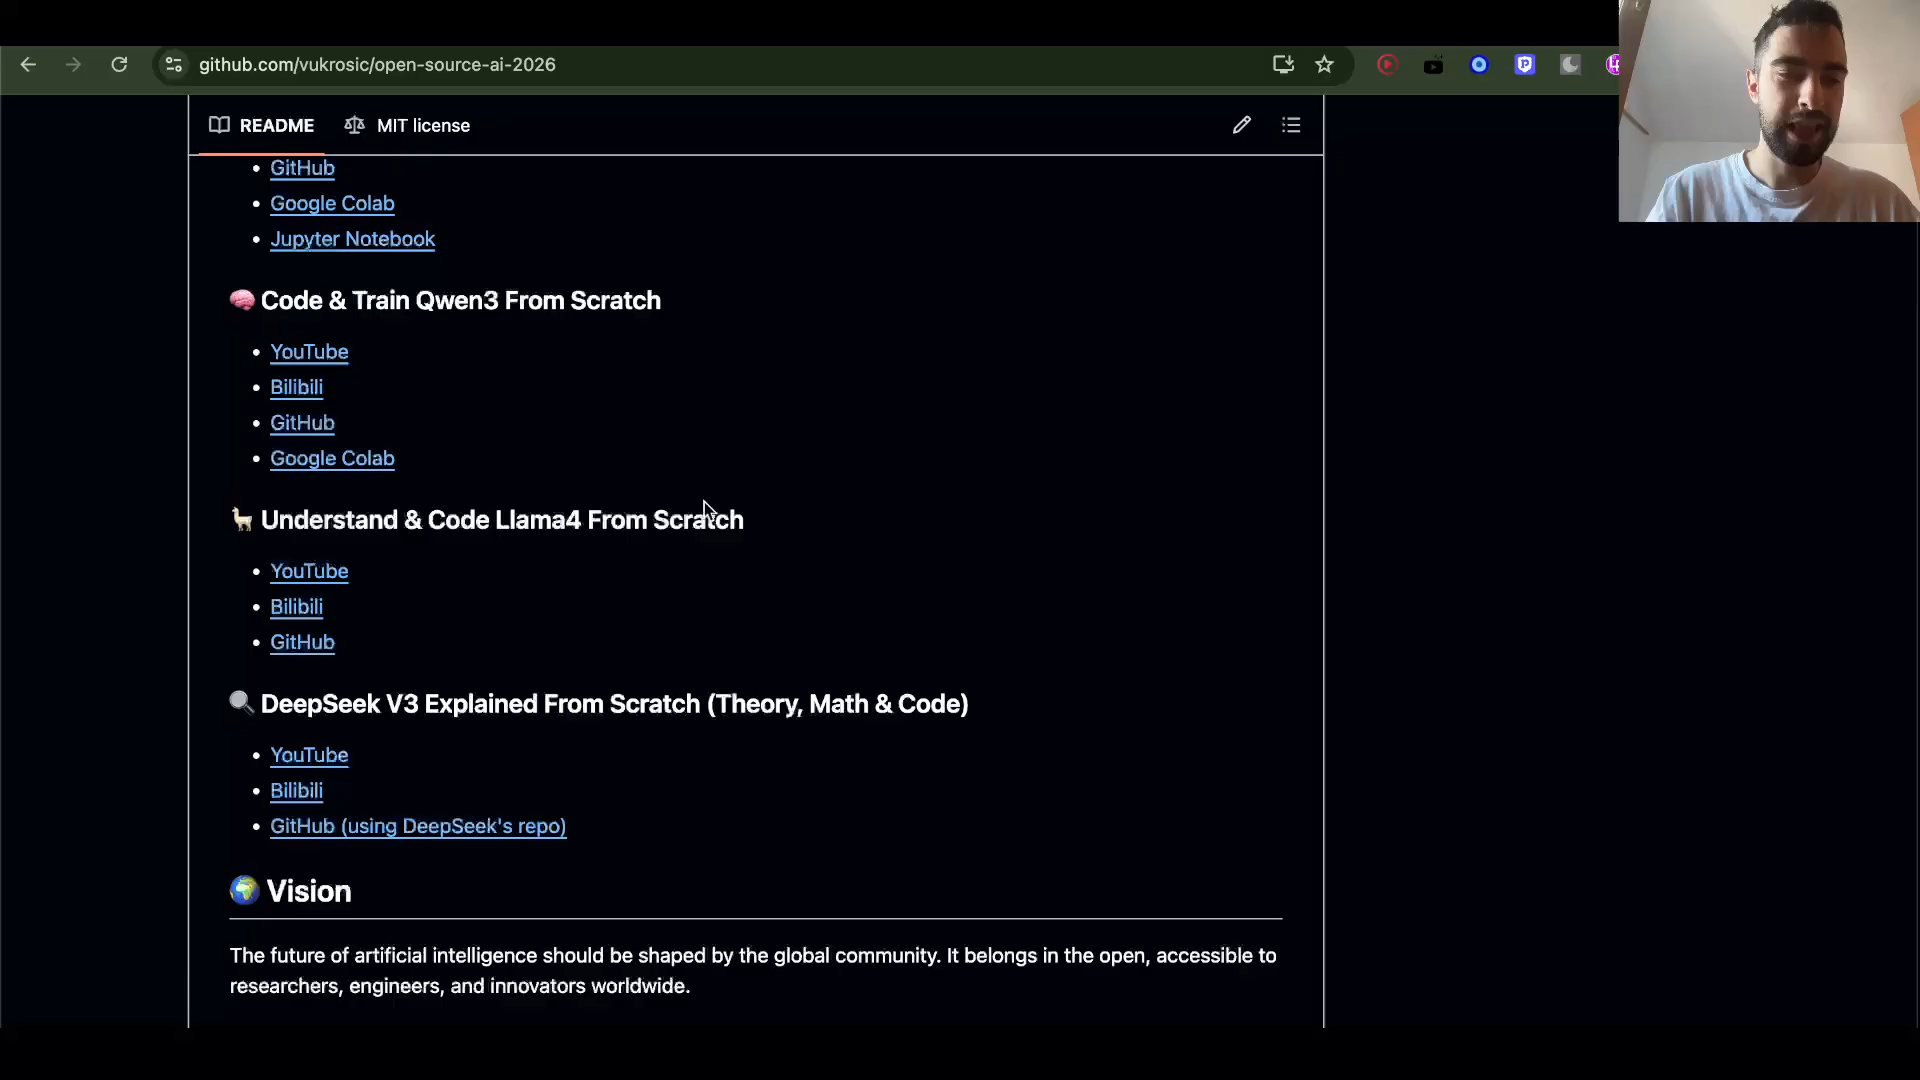 github.com/vukrosic/open-source-ai-2026
README
MIT license
GitHub
Google Colab
Jupyter Notebook
🧠 Code & Train Qwen3 From Scratch
YouTube
Bilibili
GitHub
Google Colab
🦙 Understand & Code Llama4 From Scratch
YouTube
Bilibili
GitHub
🔍 DeepSeek V3 Explained From Scratch (Theory, Math & Code)
YouTube
Bilibili
GitHub (using DeepSeek's repo)
🌍 Vision
The future of artificial intelligence should be shaped by the global community. It belongs in the open, accessible to
researchers, engineers, and innovators worldwide.